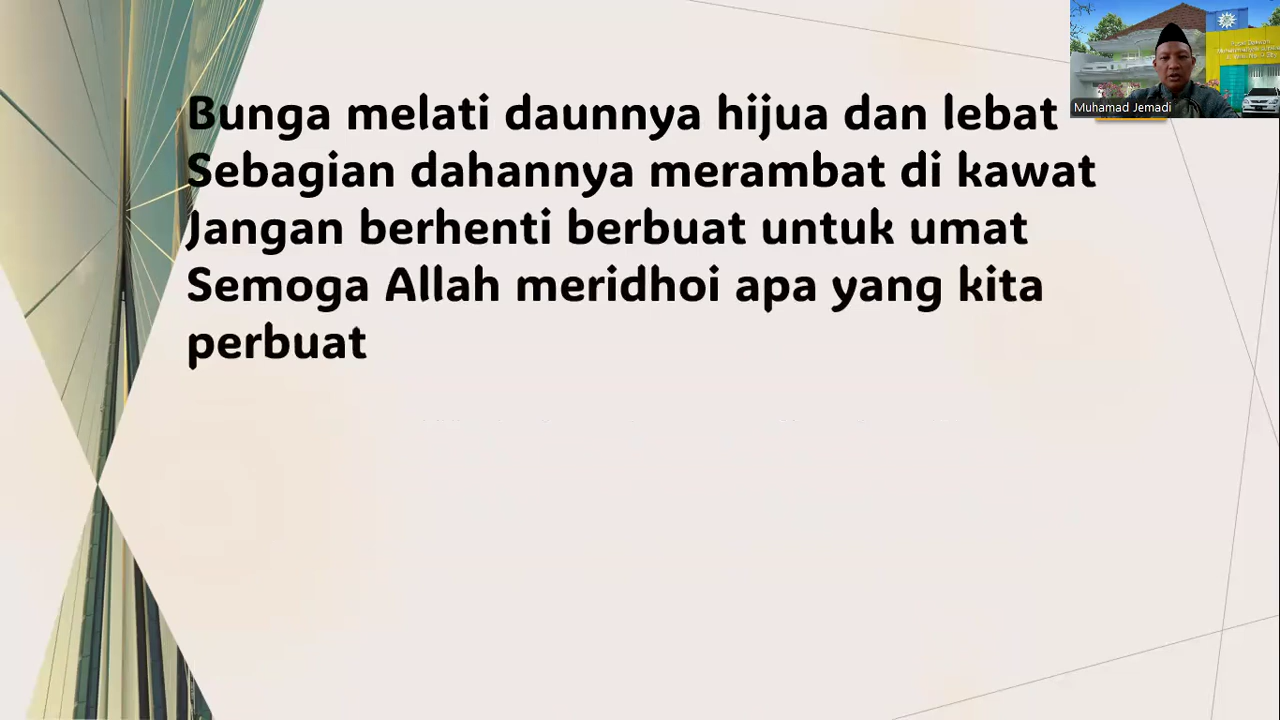 Bunga melati daunnya hijua dan lebat
Sebagian dahannya merambat di kawat
Jangan berhenti berbuat untuk umat
Semoga Allah meridhoi apa yang kita
perbuat
Muhamad Jemadi